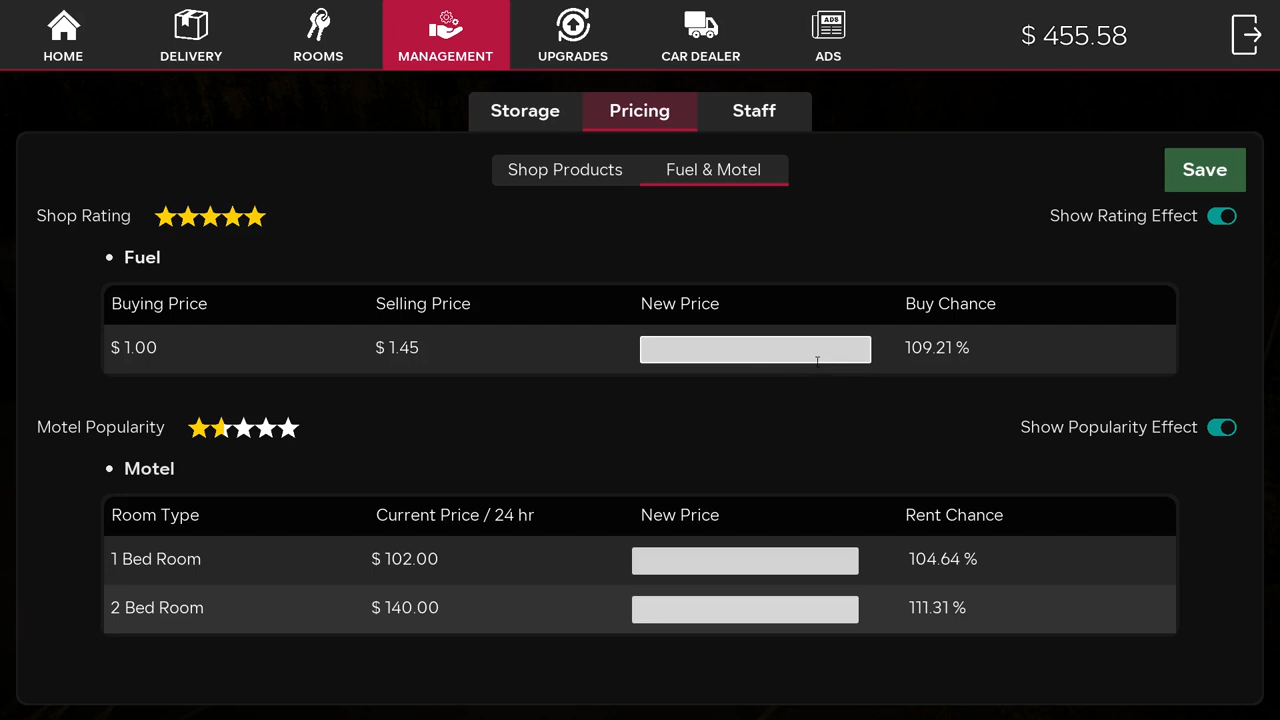 HOME DELIVERY ROOMS MANAGEMENT UPGRADES CAR DEALER ADS ADS $ 455.58
Storage Pricing Staff
Shop Products Fuel & Motel Save
Shop Rating Show Rating Effect
• Fuel
Buying Price Selling Price New Price Buy Chance
$ 1.00 $ 1.45 109.21 %
Motel Popularity Show Popularity Effect
• Motel
Room Type Current Price / 24 hr New Price Rent Chance
1 Bed Room $ 102.00 104.64 %
2 Bed Room $ 140.00 111.31 %